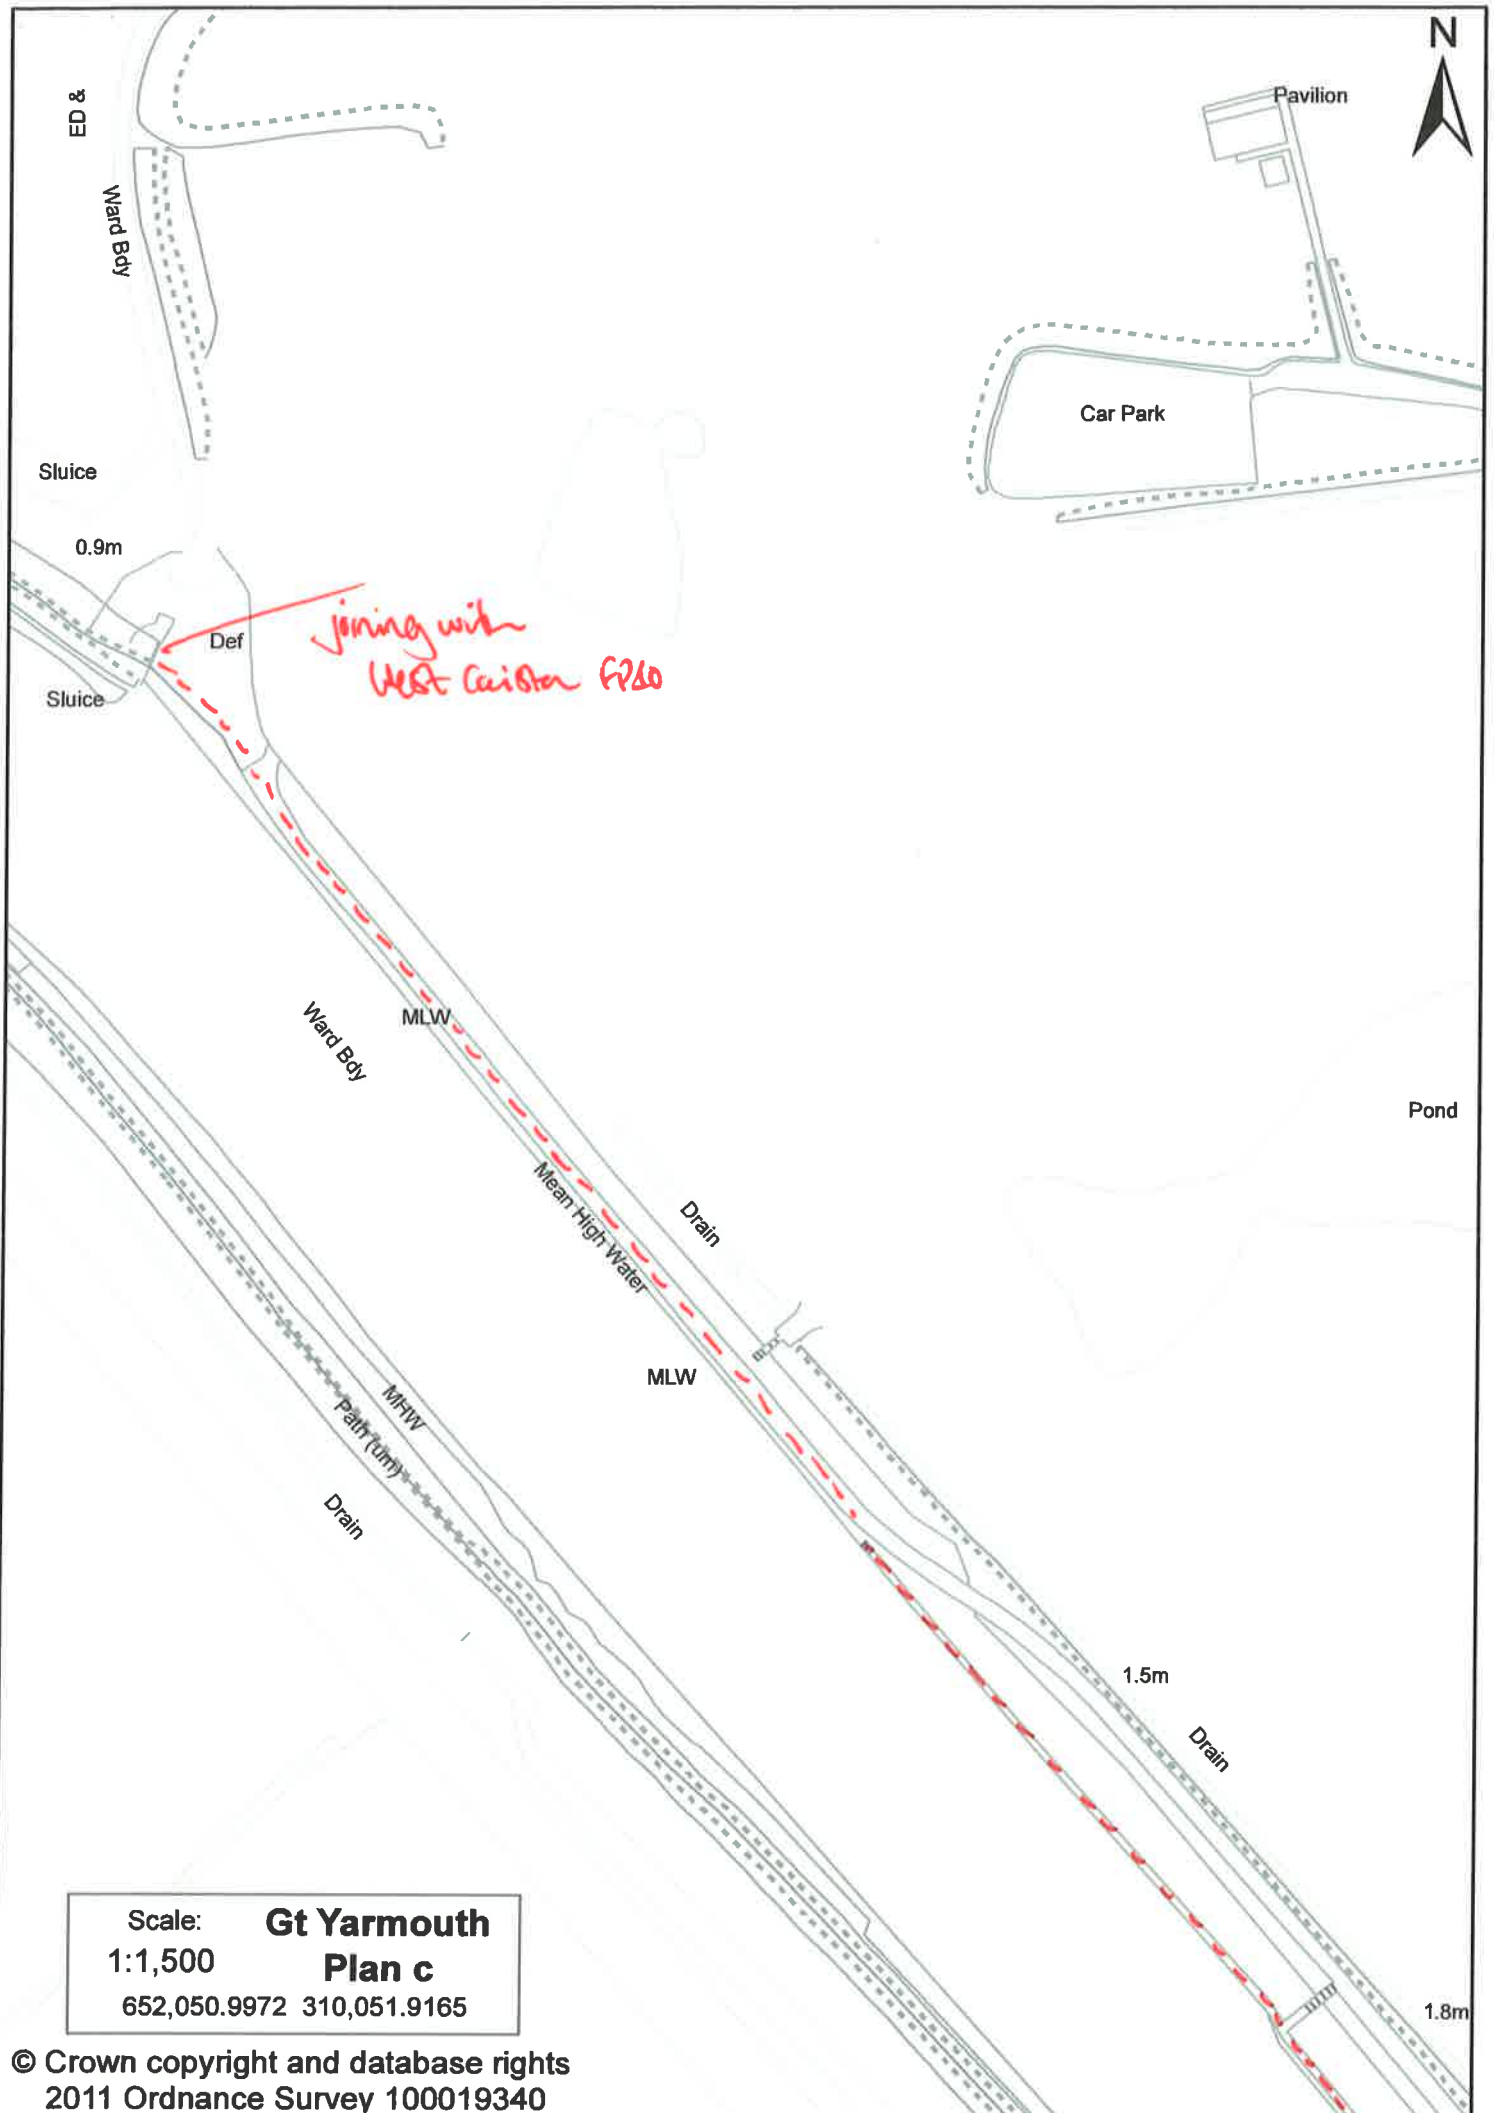 N
Pavilion
ED &
Ward Bdy
Car Park
Sluice
0.9m
Def
joining with
West Caister FP10
Sluice
MLW
Ward Bdy
Pond
Mean High Water
Drain
MLW
MHW
Path (um)
Drain
1.5m
Drain
1.8m
Scale: Gt Yarmouth
1:1,500 Plan c
652,050.9972 310,051.9165
© Crown copyright and database rights
2011 Ordnance Survey 100019340